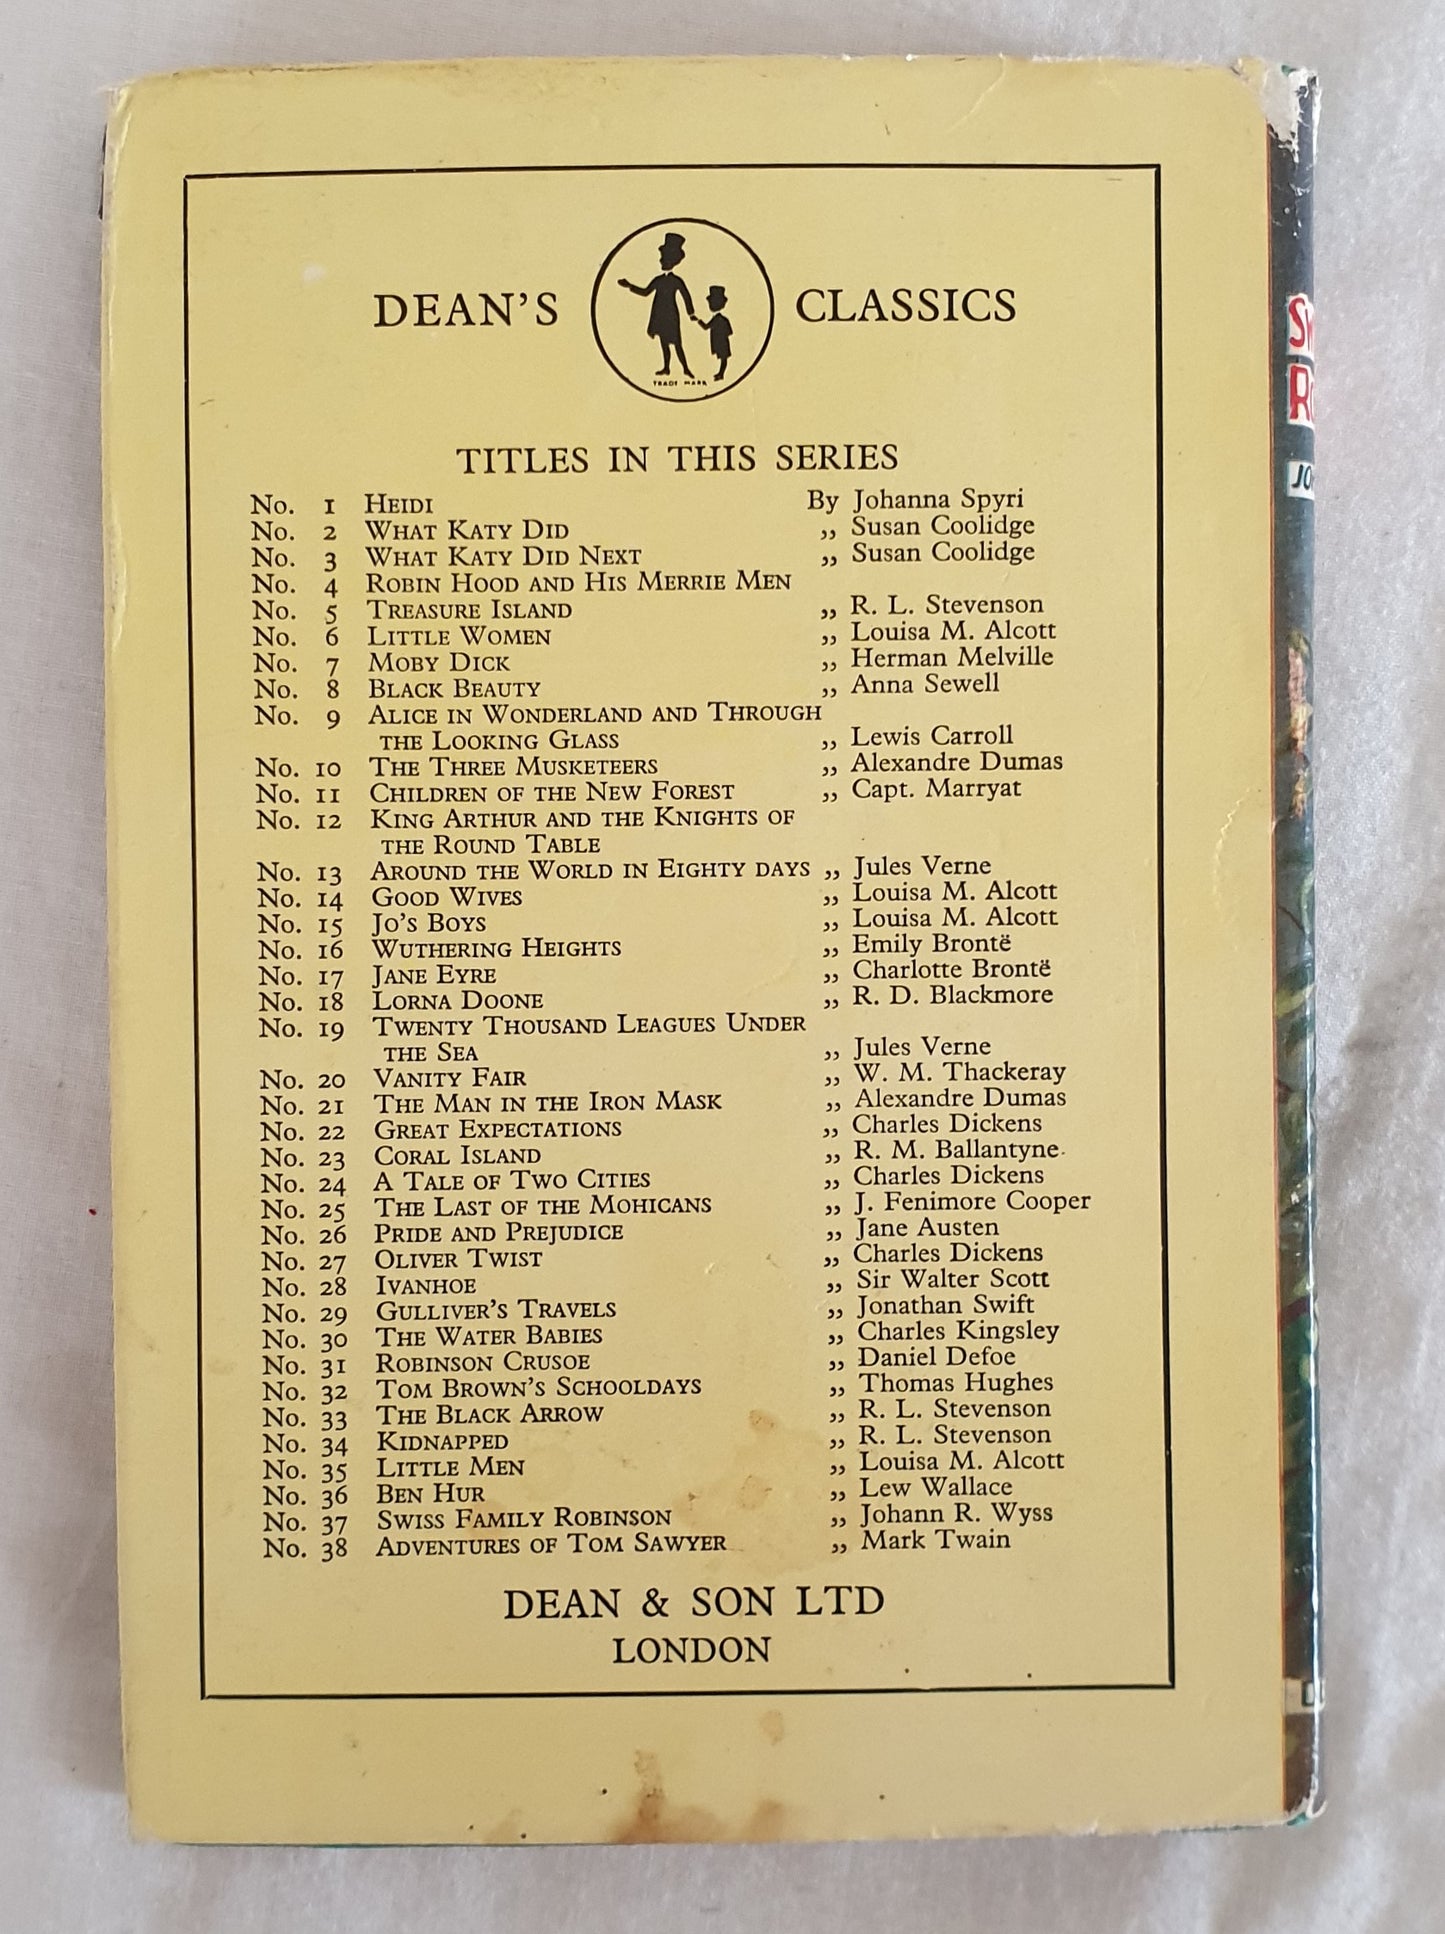 DEAN'S CLASSICS
TRADE MARK
TITLES IN THIS SERIES
No. 1 HEIDI By Johanna Spyri
No. 2 WHAT KATY DID ,, Susan Coolidge
No. 3 WHAT KATY DID NEXT ,, Susan Coolidge
No. 4 ROBIN HOOD AND HIS MERRIE MEN
No. 5 TREASURE ISLAND ,, R. L. Stevenson
No. 6 LITTLE WOMEN ,, Louisa M. Alcott
No. 7 MOBY DICK ,, Herman Melville
No. 8 BLACK BEAUTY ,, Anna Sewell
No. 9 ALICE IN WONDERLAND AND THROUGH
THE LOOKING GLASS ,, Lewis Carroll
No. 10 THE THREE MUSKETEERS ,, Alexandre Dumas
No. 11 CHILDREN OF THE NEW FOREST ,, Capt. Marryat
No. 12 KING ARTHUR AND THE KNIGHTS OF
THE ROUND TABLE
No. 13 AROUND THE WORLD IN EIGHTY DAYS ,, Jules Verne
No. 14 GOOD WIVES ,, Louisa M. Alcott
No. 15 JO'S BOYS ,, Louisa M. Alcott
No. 16 WUTHERING HEIGHTS ,, Emily Brontë
No. 17 JANE EYRE ,, Charlotte Brontë
No. 18 LORNA DOONE ,, R. D. Blackmore
No. 19 TWENTY THOUSAND LEAGUES UNDER
THE SEA ,, Jules Verne
No. 20 VANITY FAIR ,, W. M. Thackeray
No. 21 THE MAN IN THE IRON MASK ,, Alexandre Dumas
No. 22 GREAT EXPECTATIONS ,, Charles Dickens
No. 23 CORAL ISLAND ,, R. M. Ballantyne
No. 24 A TALE OF TWO CITIES ,, Charles Dickens
No. 25 THE LAST OF THE MOHICANS ,, J. Fenimore Cooper
No. 26 PRIDE AND PREJUDICE ,, Jane Austen
No. 27 OLIVER TWIST ,, Charles Dickens
No. 28 IVANHOE ,, Sir Walter Scott
No. 29 GULLIVER'S TRAVELS ,, Jonathan Swift
No. 30 THE WATER BABIES ,, Charles Kingsley
No. 31 ROBINSON CRUSOE ,, Daniel Defoe
No. 32 TOM BROWN'S SCHOOLDAYS ,, Thomas Hughes
No. 33 THE BLACK ARROW ,, R. L. Stevenson
No. 34 KIDNAPPED ,, R. L. Stevenson
No. 35 LITTLE MEN ,, Louisa M. Alcott
No. 36 BEN HUR ,, Lew Wallace
No. 37 SWISS FAMILY ROBINSON ,, Johann R. Wyss
No. 38 ADVENTURES OF TOM SAWYER ,, Mark Twain
DEAN & SON LTD
LONDON